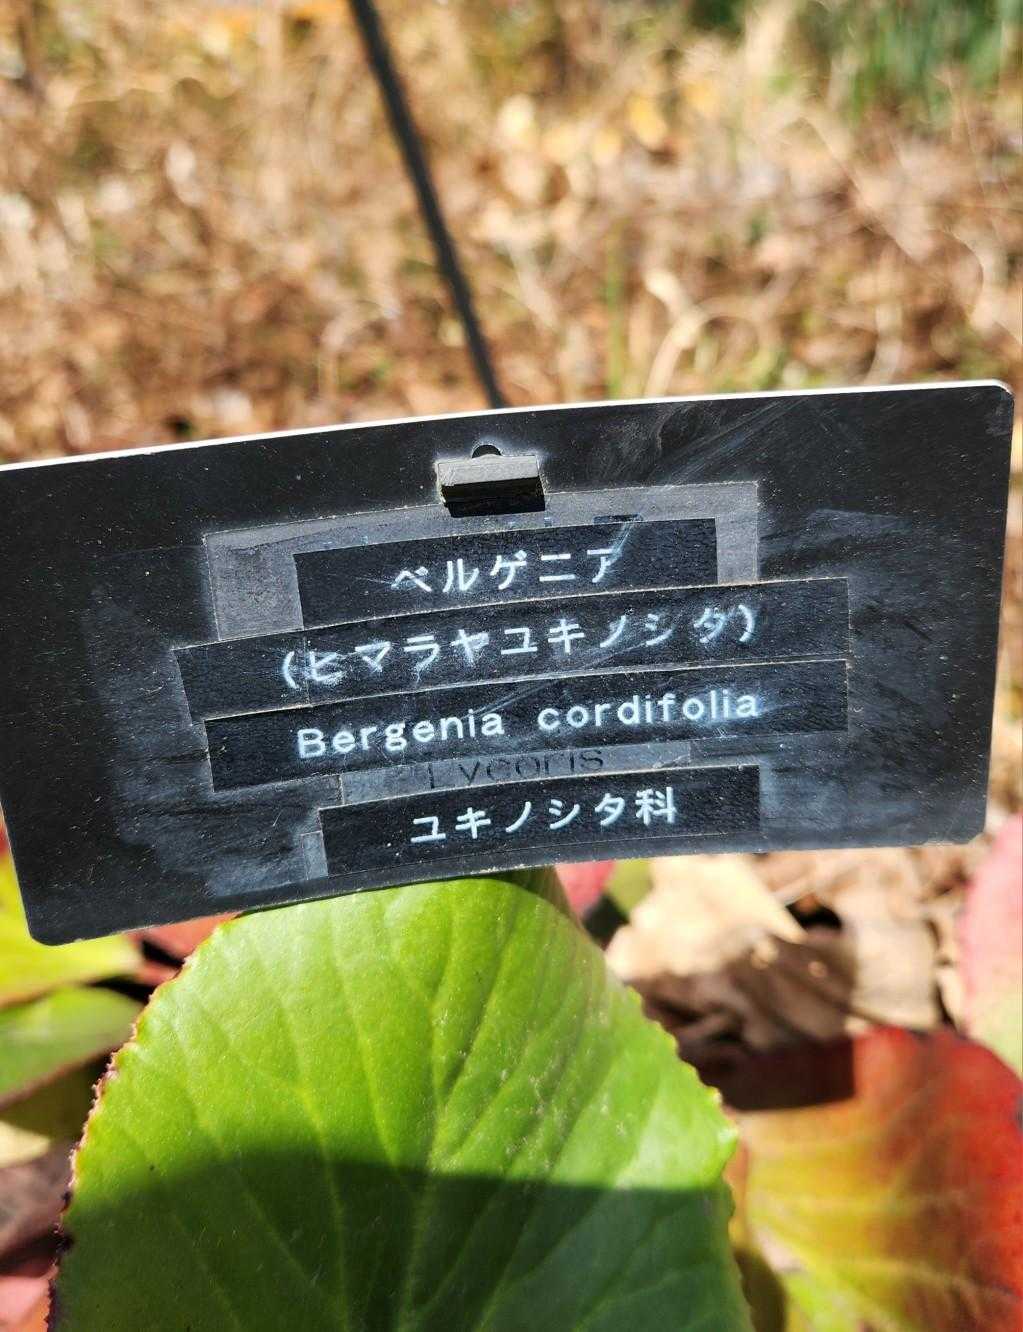 ベルゲニア
(ヒマラヤユキノシタ)
Bergenia cordifolia
Lycoris
ユキノシタ科